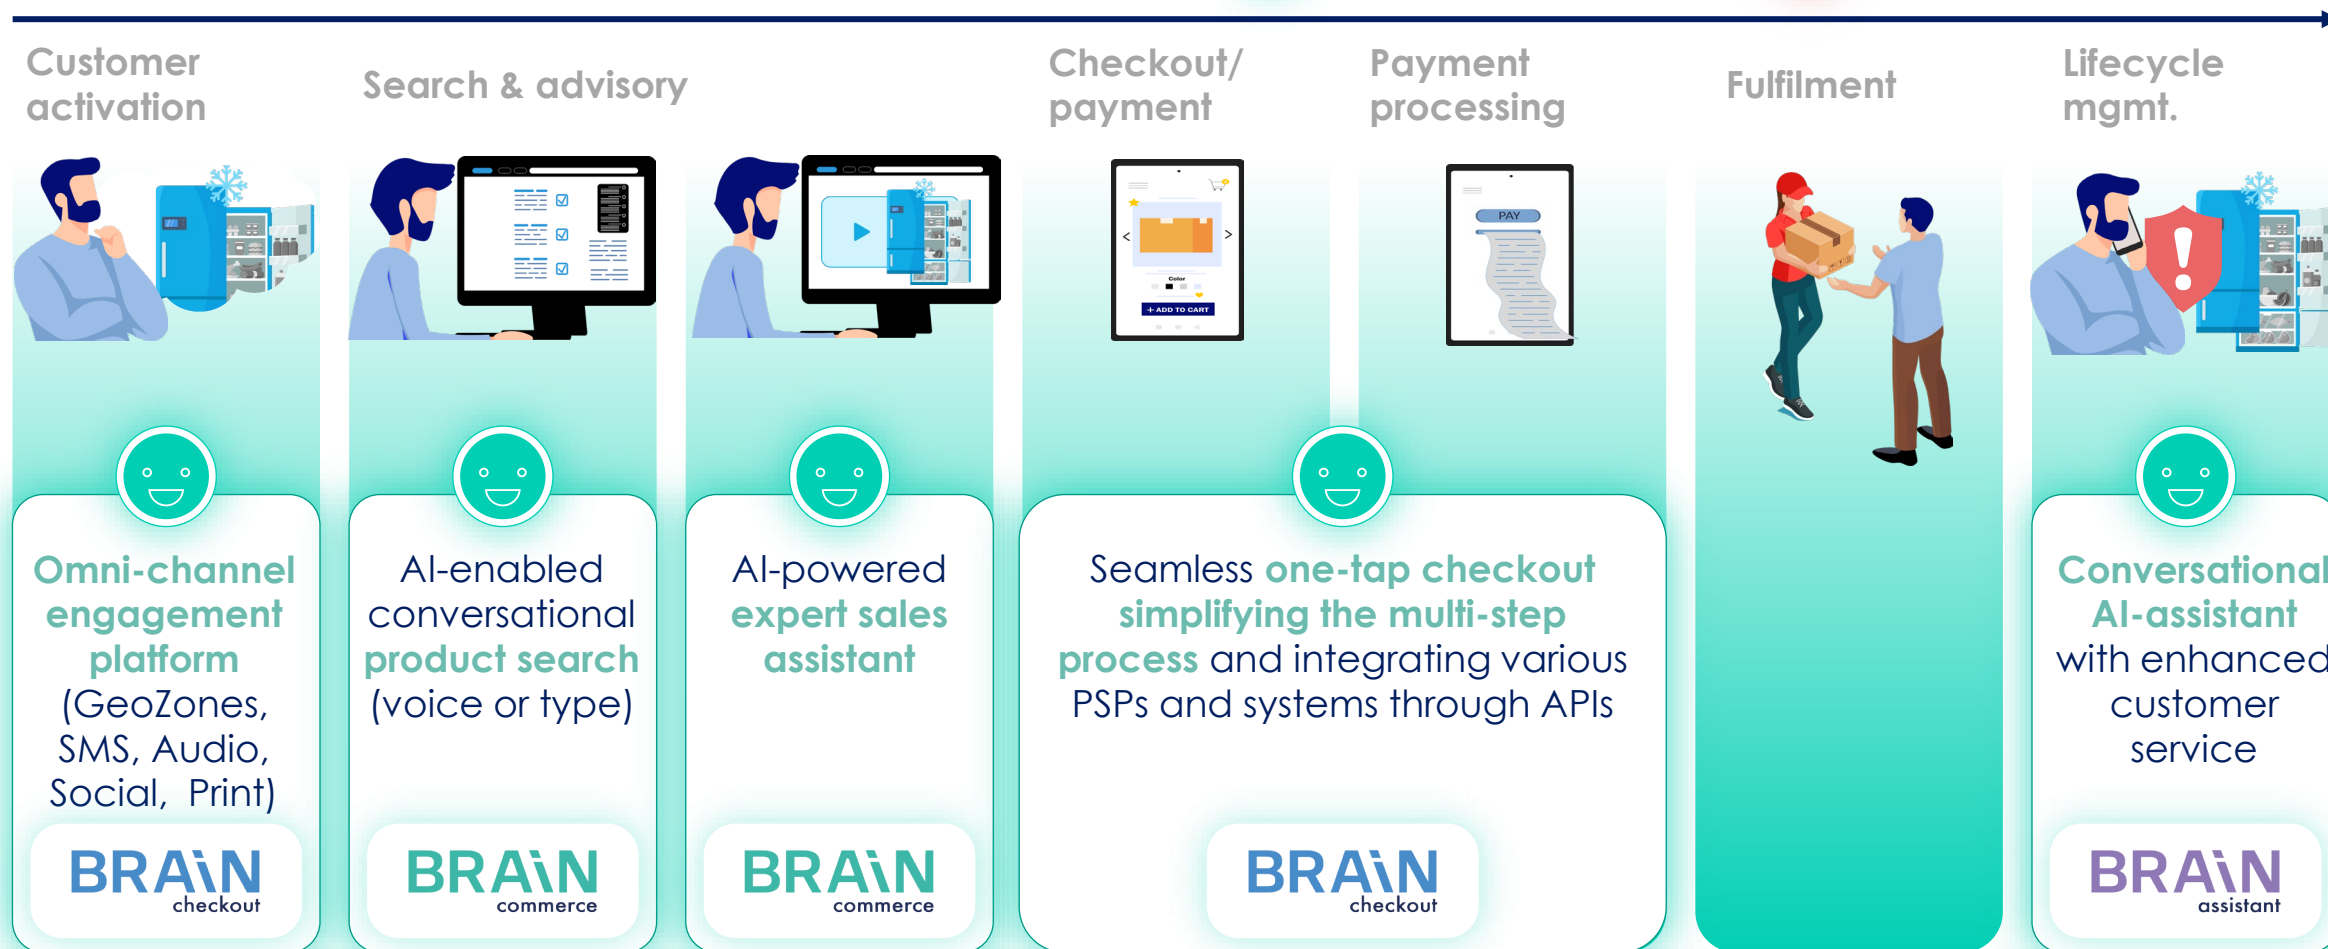 Customer
activation
Search & advisory
Checkout/
payment
Payment
processing
Fulfilment
Lifecycle
mgmt.
Color
+ ADD TO CART
PAY
Omni-channel
engagement
platform
(GeoZones,
SMS, Audio,
Social, Print)
BRAiN
checkout
AI-enabled
conversational
product search
(voice or type)
BRAiN
commerce
AI-powered
expert sales
assistant
BRAiN
commerce
Seamless one-tap checkout
simplifying the multi-step
process and integrating various
PSPs and systems through APIs
BRAiN
checkout
Conversational
AI-assistant
with enhanced
customer
service
BRAiN
assistant